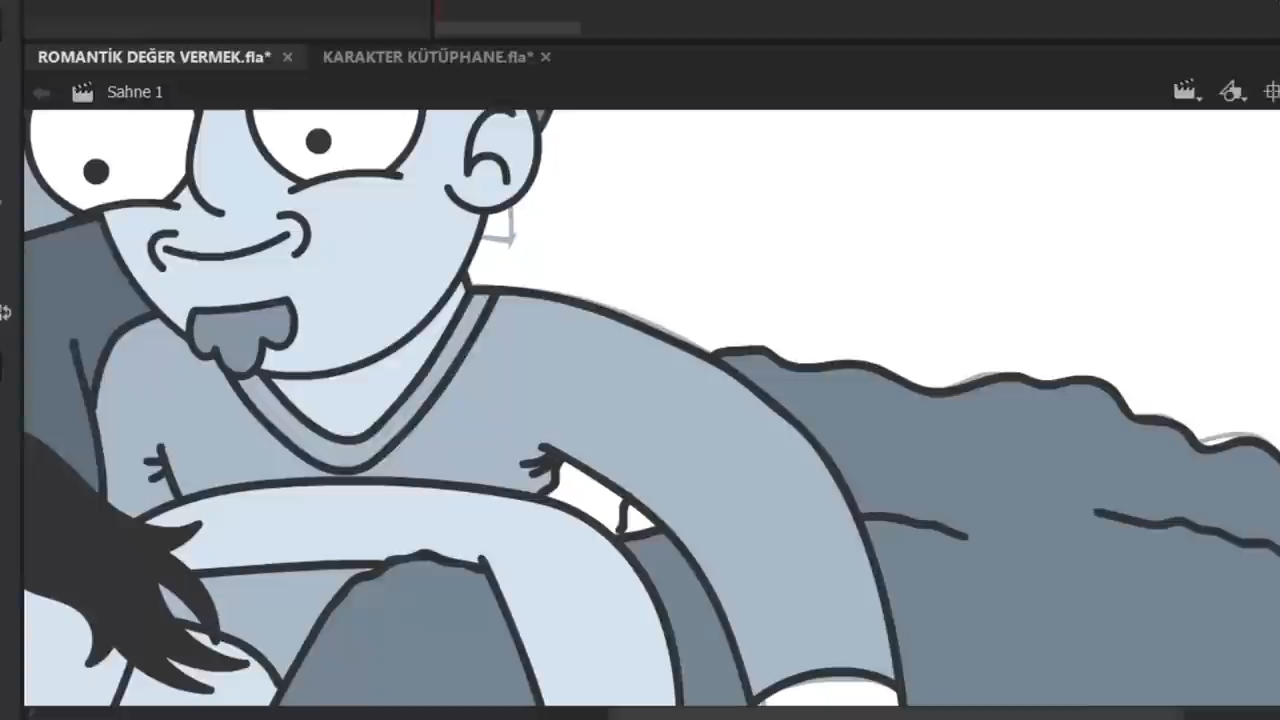 ROMANTİK DEĞER VERMEK.fla* × KARAKTER KÜTÜPHANE.fla* ×
Sahne 1